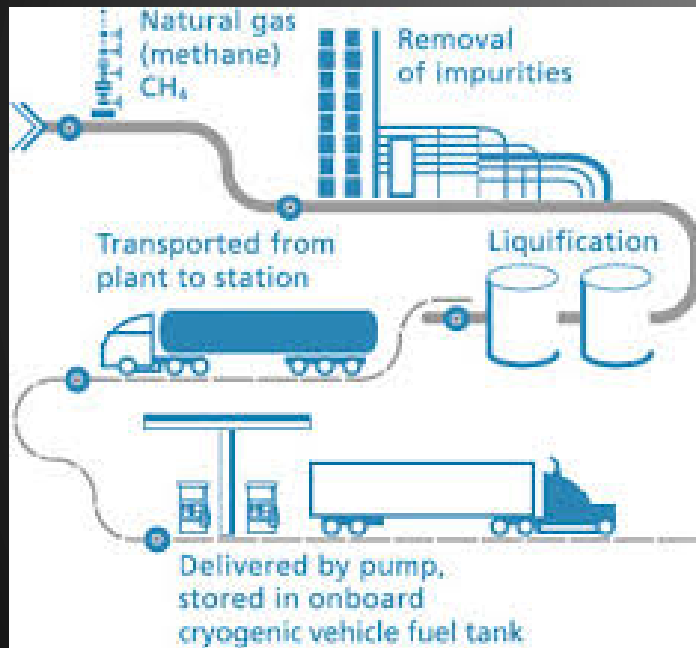 Natural gas
(methane)
CH₄
Removal
of impurities
Transported from
plant to station
Liquification
Delivered by pump,
stored in onboard
cryogenic vehicle fuel tank